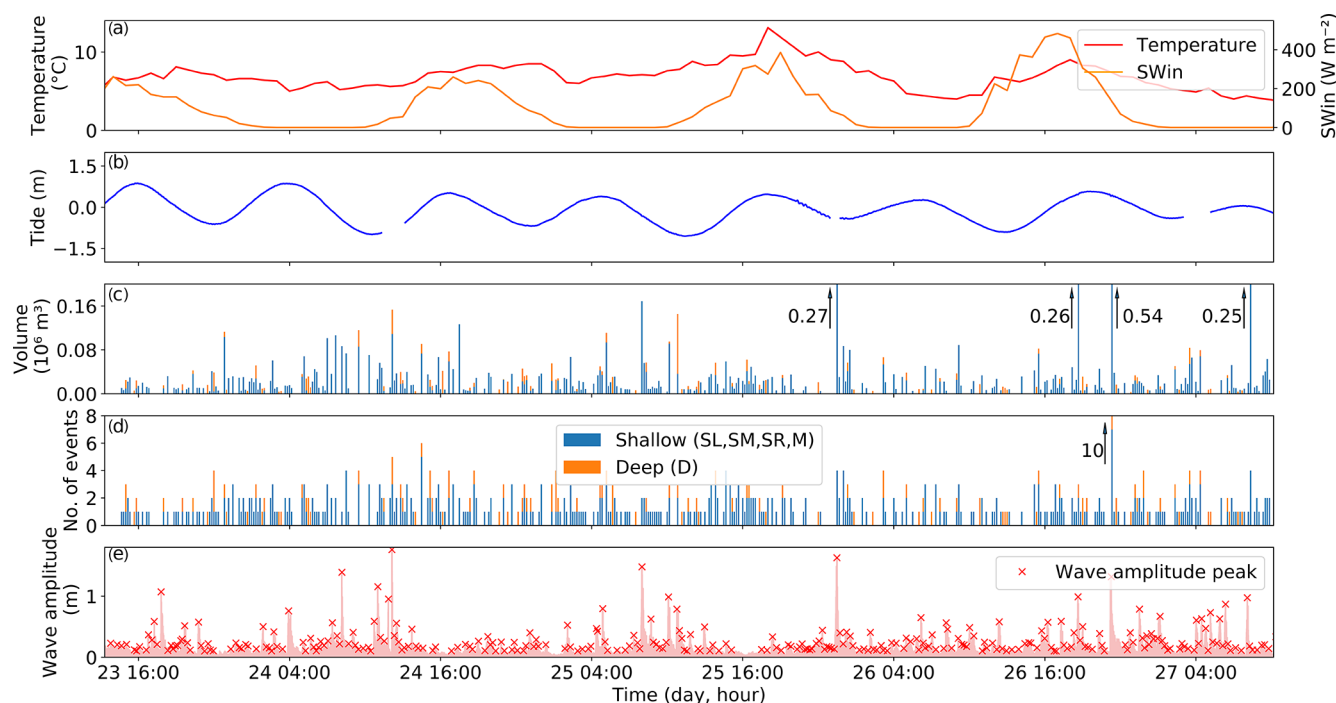 (a)
Temperature
(°C)
10
0
Temperature
SWin
400
200
0
SWin (W m⁻²)
(b)
Tide (m)
1.5
0.0
−1.5
(c)
Volume
(10⁶ m³)
0.16
0.08
0.00
0.27
0.26
0.54
0.25
(d)
No. of events
8
6
4
2
0
Shallow (SL,SM,SR,M)
Deep (D)
10
(e)
Wave amplitude
(m)
1
0
Wave amplitude peak
23 16:00 24 04:00 24 16:00 25 04:00 25 16:00 26 04:00 26 16:00 27 04:00
Time (day, hour)